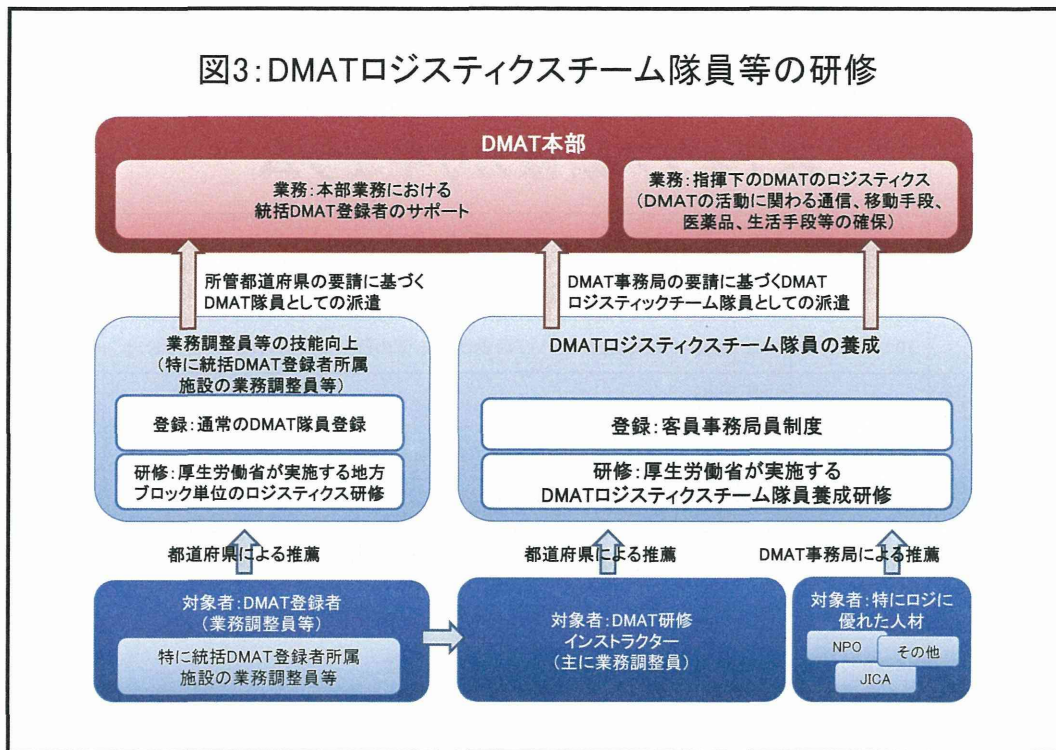 図3:DMATロジスティクスチーム隊員等の研修
DMAT本部
業務:本部業務における
統括DMAT登録者のサポート
業務:指揮下のDMATのロジスティクス
(DMATの活動に関わる通信、移動手段、
医薬品、生活手段等の確保)
所管都道府県の要請に基づく
DMAT隊員としての派遣
DMAT事務局の要請に基づくDMAT
ロジスティックチーム隊員としての派遣
業務調整員等の技能向上
(特に統括DMAT登録者所属
施設の業務調整員等)
登録:通常のDMAT隊員登録
研修:厚生労働省が実施する地方
ブロック単位のロジスティクス研修
DMATロジスティクスチーム隊員の養成
登録:客員事務局員制度
研修:厚生労働省が実施する
DMATロジスティクスチーム隊員養成研修
都道府県による推薦
都道府県による推薦
DMAT事務局による推薦
対象者:DMAT登録者
(業務調整員等)
特に統括DMAT登録者所属
施設の業務調整員等
対象者:DMAT研修
インストラクター
(主に業務調整員)
対象者:特にロジに
優れた人材
NPO
その他
JICA